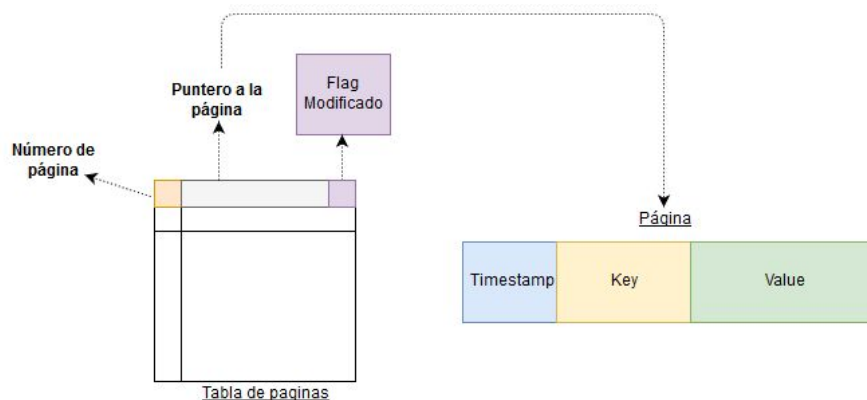 Puntero a la
página
Flag
Modificado
Número de
página
Página
Timestamp
Key
Value
Tabla de paginas